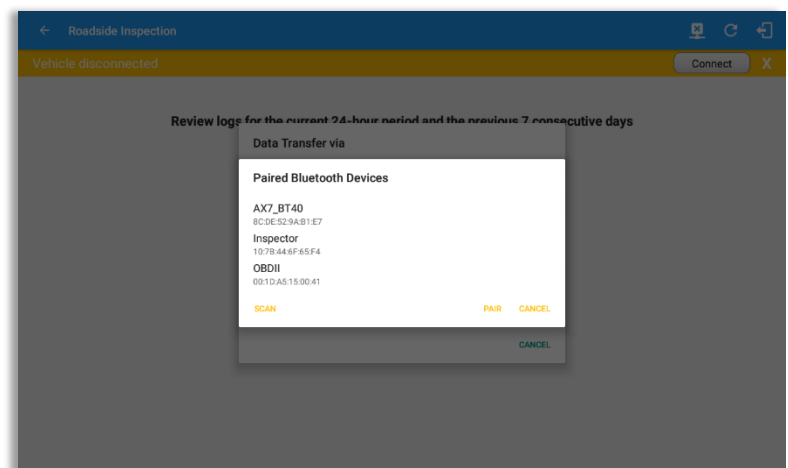 Roadside Inspection
Vehicle disconnected
Connect
X
Review logs for the current 24-hour period and the previous 7 consecutive days
Data Transfer via
Paired Bluetooth Devices
AX7_BT40
8C:DE:52:9A:B1:E7
Inspector
10:7B:44:6F:65:F4
OBDII
00:1D:A5:15:00:41
SCAN
PAIR
CANCEL
CANCEL